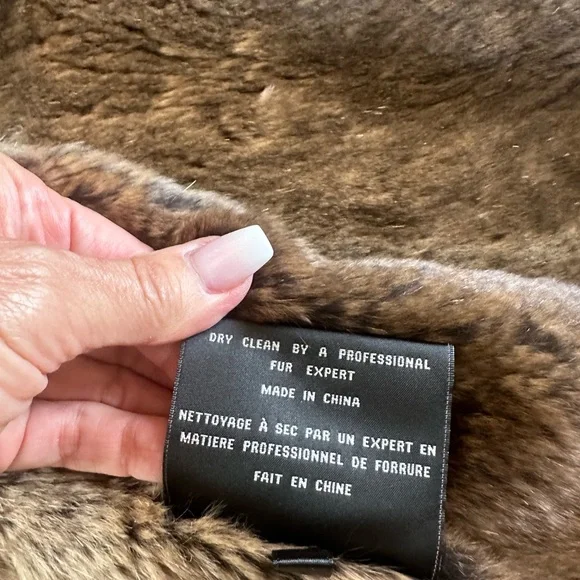 DRY CLEAN BY A PROFESSIONAL
FUR EXPERT
MADE IN CHINA
NETTOYAGE À SEC PAR UN EXPERT EN
MATIERE PROFESSIONNEL DE FORRURE
FAIT EN CHINE